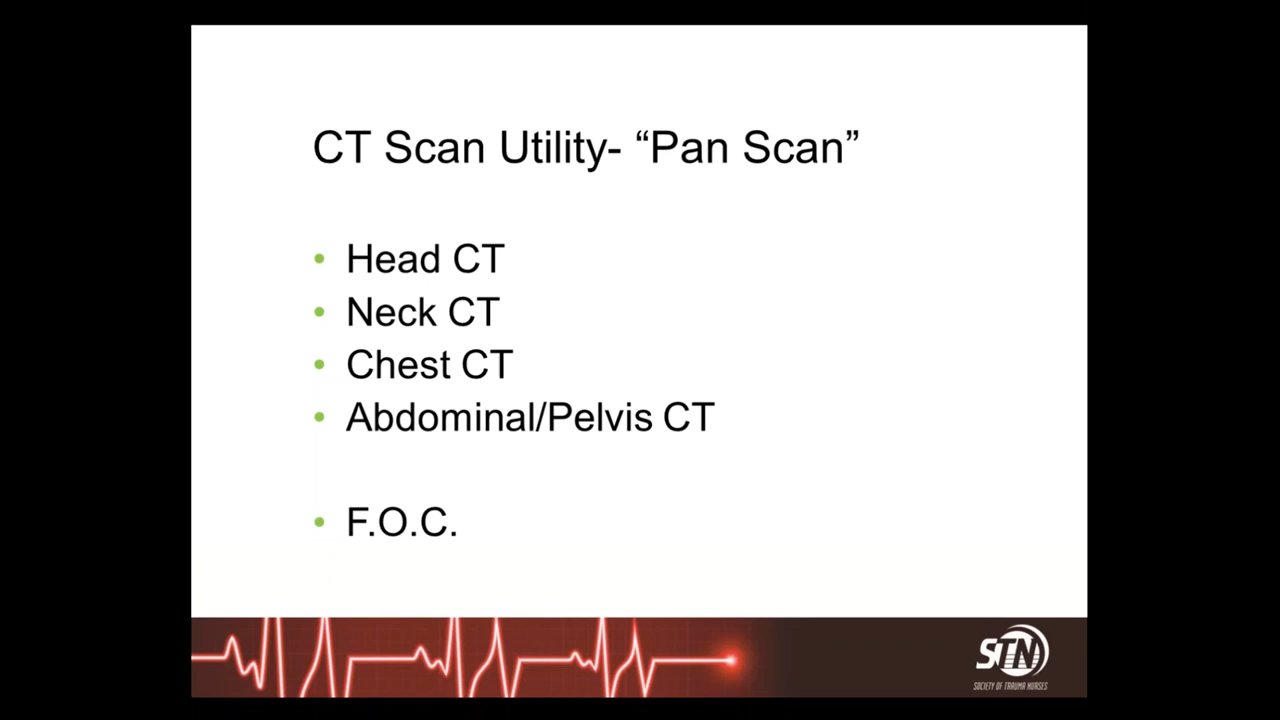 CT Scan Utility- “Pan Scan”
• Head CT
• Neck CT
• Chest CT
• Abdominal/Pelvis CT
• F.O.C.
STN
SOCIETY OF TRAUMA NURSES